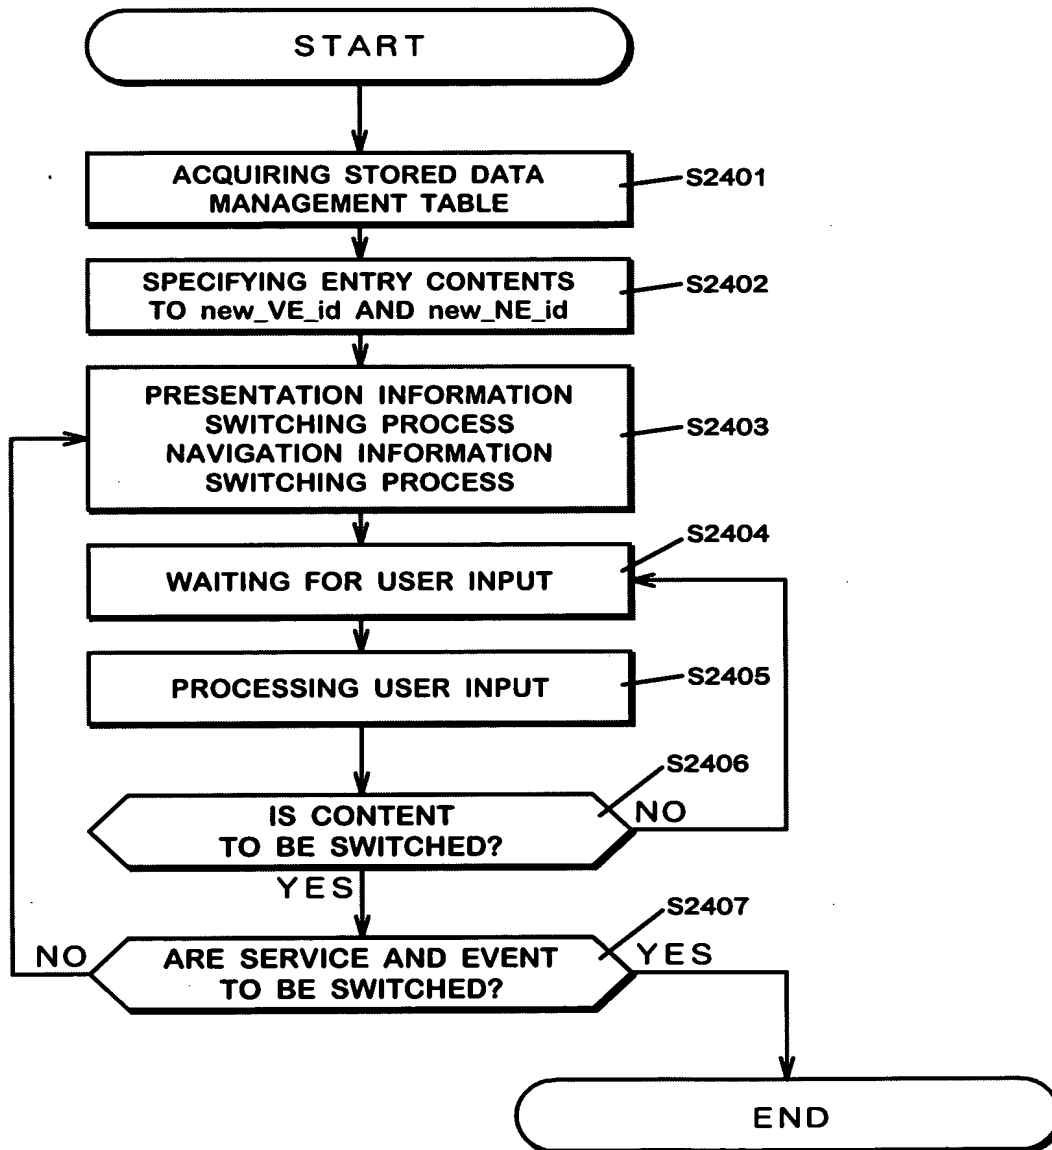 START
ACQUIRING STORED DATA
MANAGEMENT TABLE
S2401
SPECIFYING ENTRY CONTENTS
TO new_VE_id AND new_NE_id
S2402
PRESENTATION INFORMATION
SWITCHING PROCESS
NAVIGATION INFORMATION
SWITCHING PROCESS
S2403
S2404
WAITING FOR USER INPUT
PROCESSING USER INPUT
S2405
S2406
IS CONTENT
TO BE SWITCHED?
NO
YES
S2407
NO
ARE SERVICE AND EVENT
TO BE SWITCHED?
YES
END